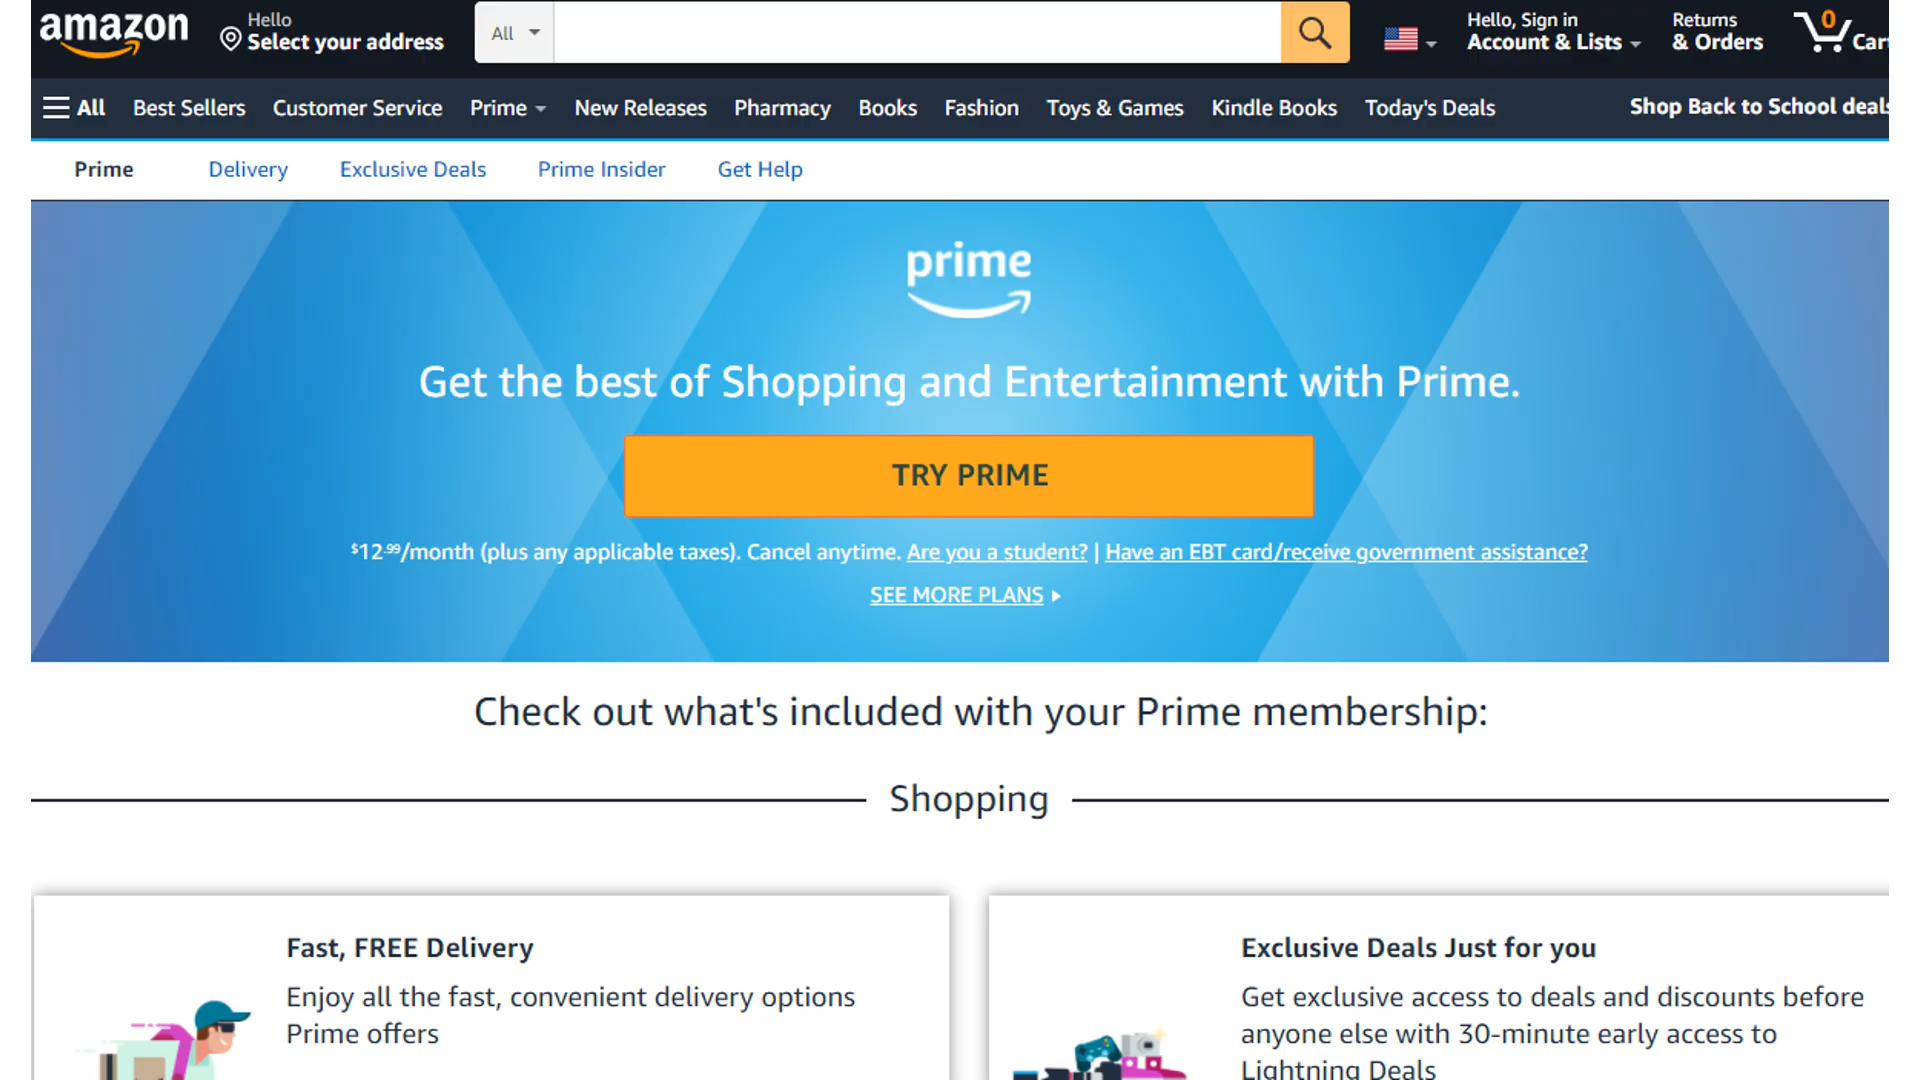 amazon
Hello
Select your address
All
Hello, Sign in
Account & Lists
Returns
& Orders
0
Cart
All
Best Sellers
Customer Service
Prime
New Releases
Pharmacy
Books
Fashion
Toys & Games
Kindle Books
Today's Deals
Shop Back to School deals
Prime
Delivery
Exclusive Deals
Prime Insider
Get Help
prime
Get the best of Shopping and Entertainment with Prime.
TRY PRIME
$12.99/month (plus any applicable taxes). Cancel anytime. Are you a student? | Have an EBT card/receive government assistance?
SEE MORE PLANS
Check out what's included with your Prime membership:
Shopping
Fast, FREE Delivery
Enjoy all the fast, convenient delivery options
Prime offers
Exclusive Deals Just for you
Get exclusive access to deals and discounts before
anyone else with 30-minute early access to
Lightning Deals